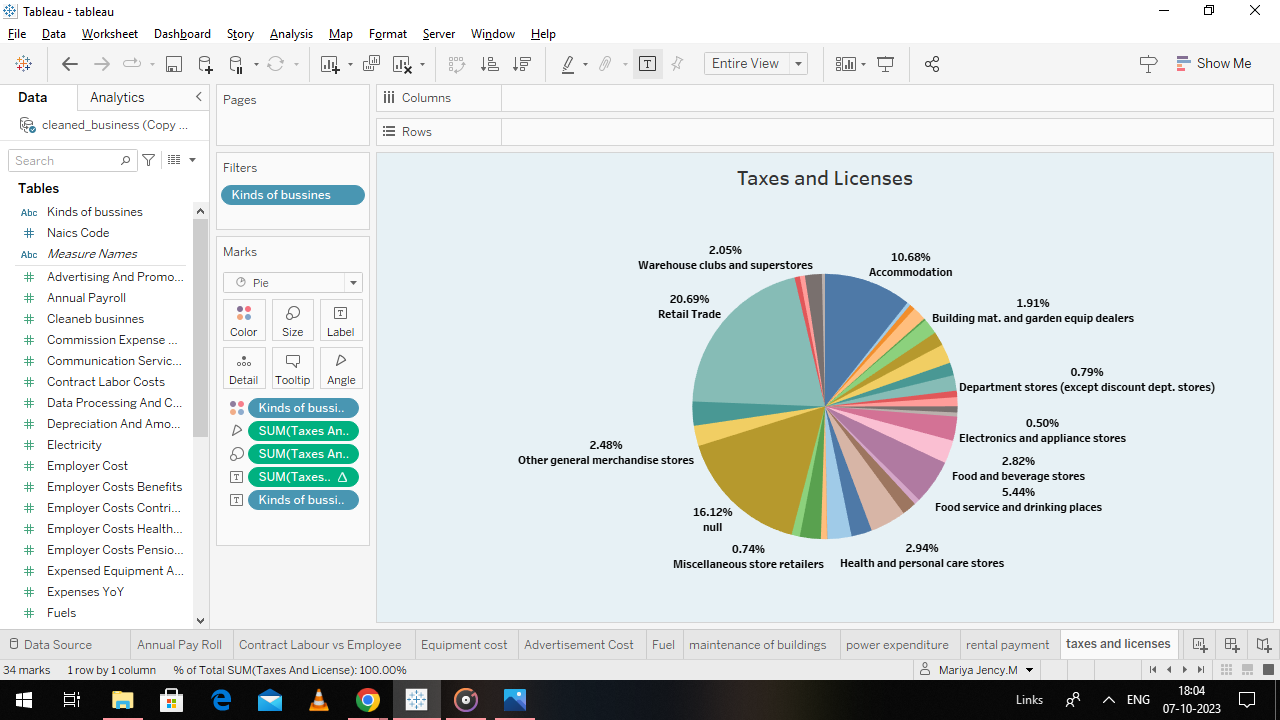 Tableau - tableau
File Data Worksheet Dashboard Story Analysis Map Format Server Window Help
Entire View
Show Me
Data Analytics
cleaned_business (Copy ...
Search
Tables
Abc Kinds of bussines
Naics Code
Abc Measure Names
Advertising And Promo...
Annual Payroll
Cleaneb businnes
Commission Expense ...
Communication Servic...
Contract Labor Costs
Data Processing And C...
Depreciation And Amo...
Electricity
Employer Cost
Employer Costs Benefits
Employer Costs Contri...
Employer Costs Health...
Employer Costs Pensio...
Expensed Equipment A...
Expenses YoY
Fuels
Pages
Filters
Kinds of bussines
Marks
Pie
Color Size Label
Detail Tooltip Angle
Kinds of bussi..
SUM(Taxes An..
SUM(Taxes An..
SUM(Taxes..
Kinds of bussi..
Columns
Rows
Taxes and Licenses
2.05%
Warehouse clubs and superstores
10.68%
Accommodation
20.69%
Retail Trade
1.91%
Building mat. and garden equip dealers
0.79%
Department stores (except discount dept. stores)
0.50%
Electronics and appliance stores
2.48%
Other general merchandise stores
2.82%
Food and beverage stores
5.44%
Food service and drinking places
16.12%
null
0.74%
Miscellaneous store retailers
2.94%
Health and personal care stores
Data Source Annual Pay Roll Contract Labour vs Employee Equipment cost Advertisement Cost Fuel maintenance of buildings power expenditure rental payment taxes and licenses
34 marks 1 row by 1 column % of Total SUM(Taxes And License): 100.00%
Mariya Jency.M
Links
ENG
18:04
07-10-2023